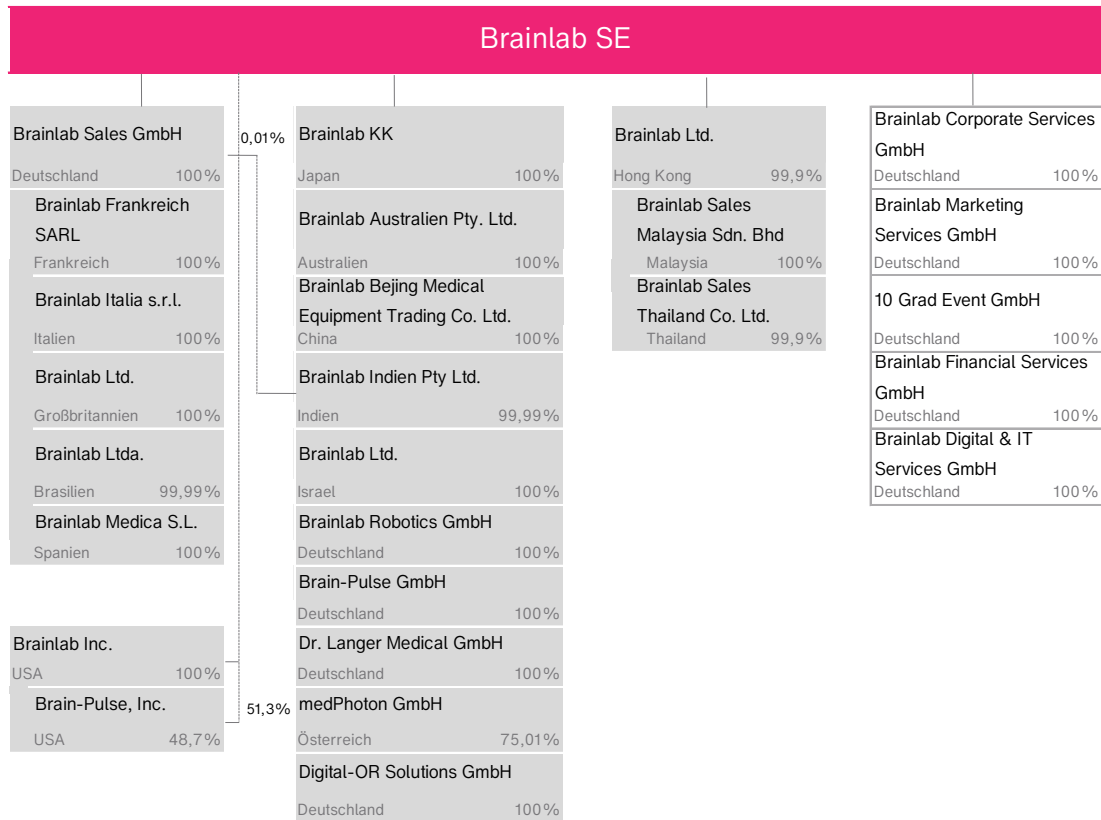 Brainlab SE
Brainlab Sales GmbH
Deutschland 100%
Brainlab Frankreich
SARL
Frankreich 100%
Brainlab Italia s.r.l.
Italien 100%
Brainlab Ltd.
Großbritannien 100%
Brainlab Ltda.
Brasilien 99,99%
Brainlab Medica S.L.
Spanien 100%
Brainlab Inc.
USA 100%
Brain-Pulse, Inc.
USA 48,7%
0,01%
51,3%
Brainlab KK
Japan 100%
Brainlab Australien Pty. Ltd.
Australien 100%
Brainlab Bejing Medical
Equipment Trading Co. Ltd.
China 100%
Brainlab Indien Pty Ltd.
Indien 99,99%
Brainlab Ltd.
Israel 100%
Brainlab Robotics GmbH
Deutschland 100%
Brain-Pulse GmbH
Deutschland 100%
Dr. Langer Medical GmbH
Deutschland 100%
medPhoton GmbH
Österreich 75,01%
Digital-OR Solutions GmbH
Deutschland 100%
Brainlab Ltd.
Hong Kong 99,9%
Brainlab Sales
Malaysia Sdn. Bhd
Malaysia 100%
Brainlab Sales
Thailand Co. Ltd.
Thailand 99,9%
Brainlab Corporate Services
GmbH
Deutschland 100%
Brainlab Marketing
Services GmbH
Deutschland 100%
10 Grad Event GmbH
Deutschland 100%
Brainlab Financial Services
GmbH
Deutschland 100%
Brainlab Digital & IT
Services GmbH
Deutschland 100%